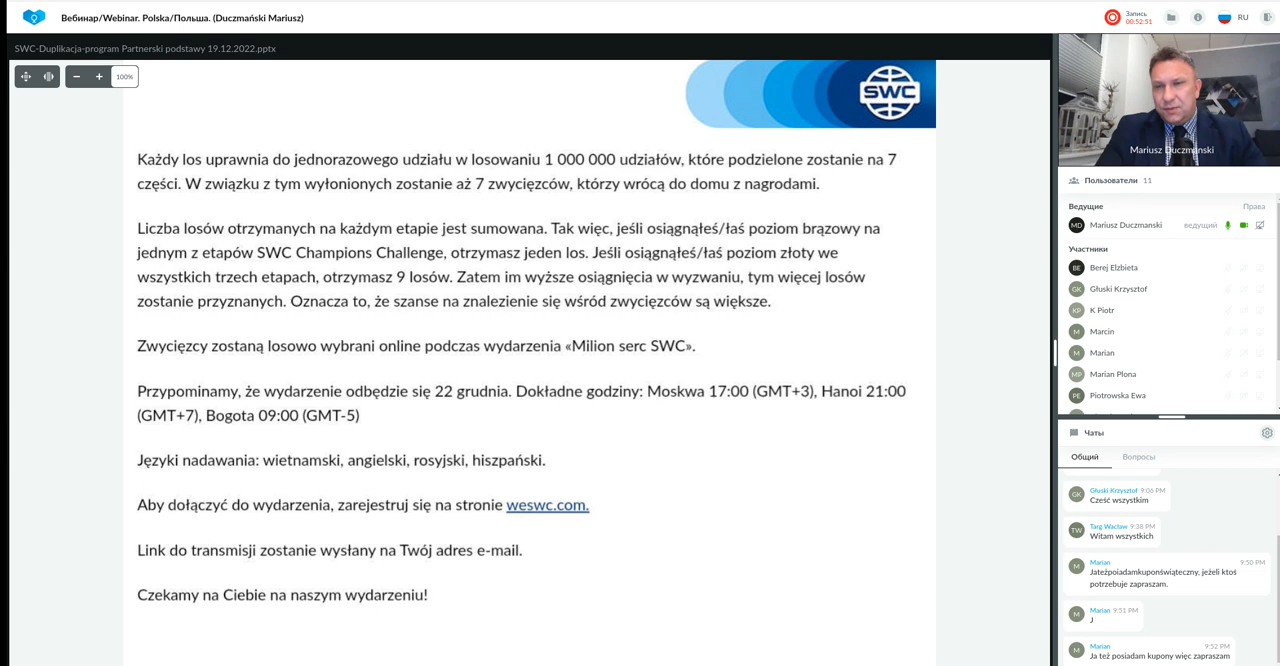 Вебинар/Webinar. Polska/Польша. (Duczmański Mariusz)
Запись
00:52:51
RU
SWC-Duplikacja-program Partnerski podstawy 19.12.2022.pptx
100%
SWC
Każdy los uprawnia do jednorazowego udziału w losowaniu 1 000 000 udziałów, które podzielone zostanie na 7
części. W związku z tym wyłonionych zostanie aż 7 zwycięzców, którzy wrócą do domu z nagrodami.
Liczba losów otrzymanych na każdym etapie jest sumowana. Tak więc, jeśli osiągnąłeś/łaś poziom brązowy na
jednym z etapów SWC Champions Challenge, otrzymasz jeden los. Jeśli osiągnąłeś/łaś poziom złoty we
wszystkich trzech etapach, otrzymasz 9 losów. Zatem im wyższe osiągnięcia w wyzwaniu, tym więcej losów
zostanie przyznanych. Oznacza to, że szanse na znalezienie się wśród zwycięzców są większe.
Zwycięzcy zostaną losowo wybrani online podczas wydarzenia «Milion serc SWC».
Przypominamy, że wydarzenie odbędzie się 22 grudnia. Dokładne godziny: Moskwa 17:00 (GMT+3), Hanoi 21:00
(GMT+7), Bogota 09:00 (GMT-5)
Języki nadawania: wietnamski, angielski, rosyjski, hiszpański.
Aby dołączyć do wydarzenia, zarejestruj się na stronie weswc.com.
Link do transmisji zostanie wysłany na Twój adres e-mail.
Czekamy na Ciebie na naszym wydarzeniu!
Mariusz Duczmanski
Пользователи 11
Ведущие Права
MD Mariusz Duczmanski ведущий
Участники
BE Berej Elzbieta
GK Głuski Krzysztof
KP K Piotr
M Marcin
M Marian
MP Marian Plona
PE Piotrowska Ewa
Чаты
Общий Вопросы
GK Głuski Krzysztof 9:06 PM
Cześć wszystkim
TW Targ Wacław 9:38 PM
Witam wszystkich
M Marian 9:50 PM
Jateżpoiadamkuponświąteczny, jeżeli ktoś
potrzebuje zapraszam.
M Marian 9:51 PM
J
M Marian 9:52 PM
Ja też posiadam kupony więc zapraszam